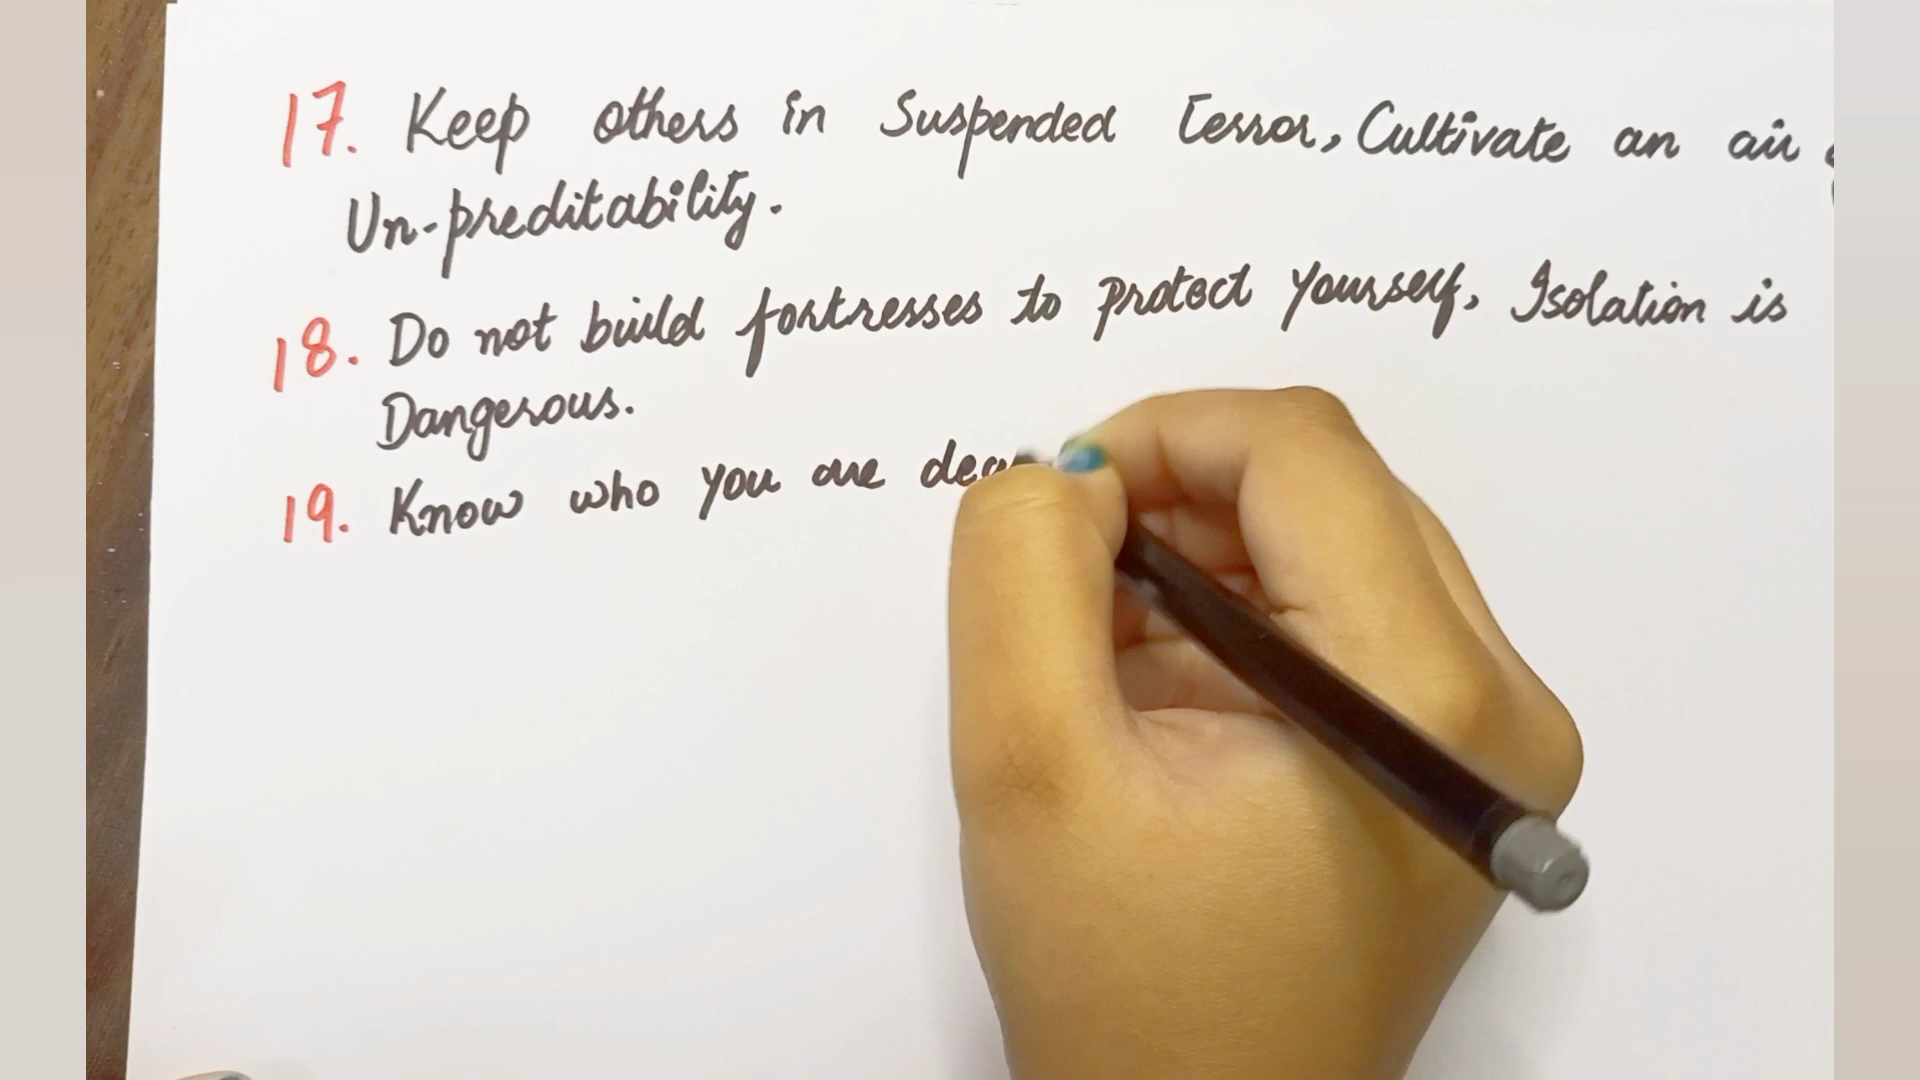 17. Keep others in Suspended Terror, Cultivate an air
Un-preditability.
18. Do not build fortresses to protect yourself, Isolation is
Dangerous.
19. Know who you are